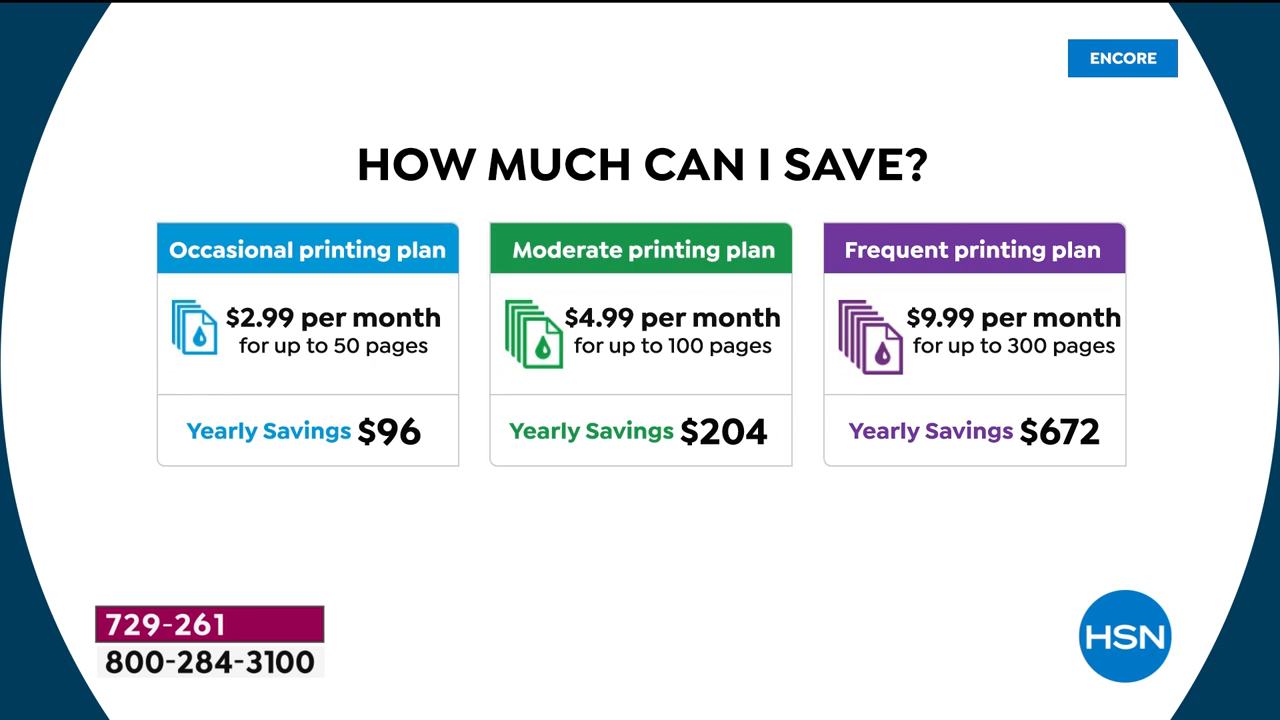 ENCORE
HOW MUCH CAN I SAVE?
Occasional printing plan
$2.99 per month
for up to 50 pages
Yearly Savings $96
Moderate printing plan
$4.99 per month
for up to 100 pages
Yearly Savings $204
Frequent printing plan
$9.99 per month
for up to 300 pages
Yearly Savings $672
729-261
800-284-3100
HSN